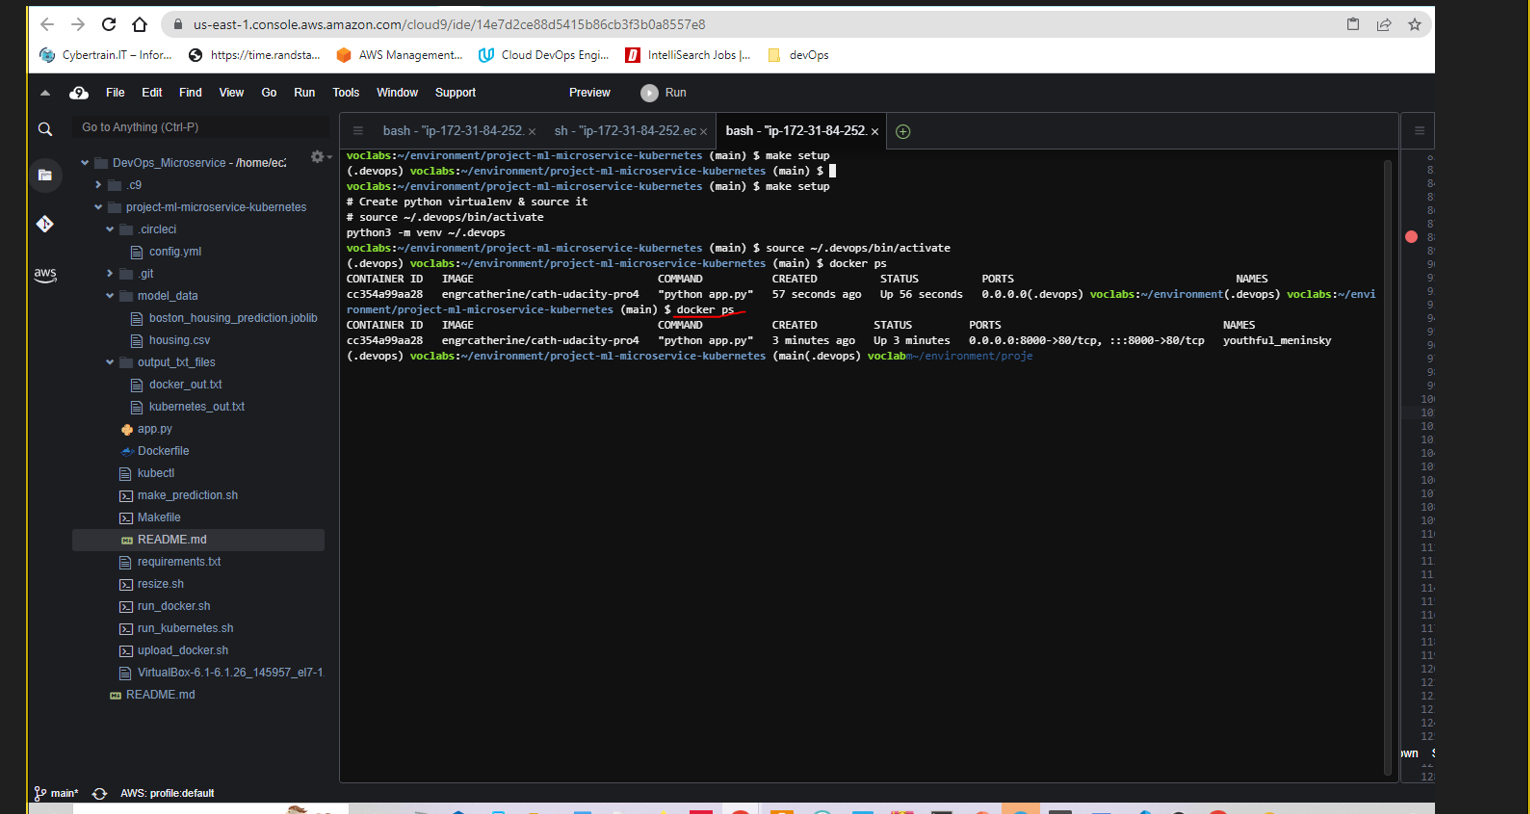 us-east-1.console.aws.amazon.com/cloud9/ide/14e7d2ce88d5415b86cb3f3b0a8557e8
Cybertrain.IT – Infor... https://time.randsta... AWS Management... Cloud DevOps Engi... IntelliSearch Jobs |... devOps
9 File Edit Find View Go Run Tools Window Support Preview Run
Go to Anything (Ctrl-P)
bash - "ip-172-31-84-252. × sh - "ip-172-31-84-252.ec × bash - "ip-172-31-84-252. ×
DevOps_Microservice - /home/ec2
.c9
project-ml-microservice-kubernetes
.circleci
config.yml
.git
aws
model_data
boston_housing_prediction.joblib
housing.csv
output_txt_files
docker_out.txt
kubernetes_out.txt
app.py
Dockerfile
kubectl
make_prediction.sh
Makefile
README.md
requirements.txt
resize.sh
run_docker.sh
run_kubernetes.sh
upload_docker.sh
VirtualBox-6.1-6.1.26_145957_el7-1.
README.md
voclabs:~/environment/project-ml-microservice-kubernetes (main) $ make setup
(.devops) voclabs:~/environment/project-ml-microservice-kubernetes (main) $
voclabs:~/environment/project-ml-microservice-kubernetes (main) $ make setup
# Create python virtualenv & source it
# source ~/.devops/bin/activate
python3 -m venv ~/.devops
voclabs:~/environment/project-ml-microservice-kubernetes (main) $ source ~/.devops/bin/activate
(.devops) voclabs:~/environment/project-ml-microservice-kubernetes (main) $ docker ps
CONTAINER ID IMAGE COMMAND CREATED STATUS PORTS NAMES
cc354a99aa28 engrcatherine/cath-udacity-pro4 "python app.py" 57 seconds ago Up 56 seconds 0.0.0.0(.devops) voclabs:~/environment(.devops) voclabs:~/envi
ronment/project-ml-microservice-kubernetes (main) $ docker ps
CONTAINER ID IMAGE COMMAND CREATED STATUS PORTS NAMES
cc354a99aa28 engrcatherine/cath-udacity-pro4 "python app.py" 3 minutes ago Up 3 minutes 0.0.0.0:8000->80/tcp, :::8000->80/tcp youthful_meninsky
(.devops) voclabs:~/environment/project-ml-microservice-kubernetes (main(.devops) voclabm~/environment/proje
main* AWS: profile:default